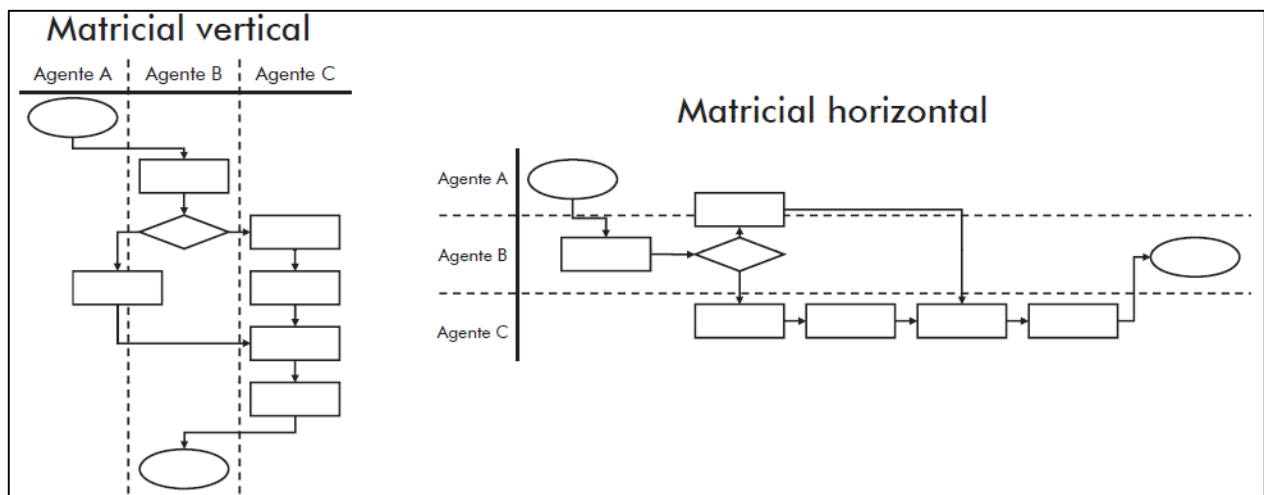 Matricial vertical
Agente A Agente B Agente C
Matricial horizontal
Agente A
Agente B
Agente C